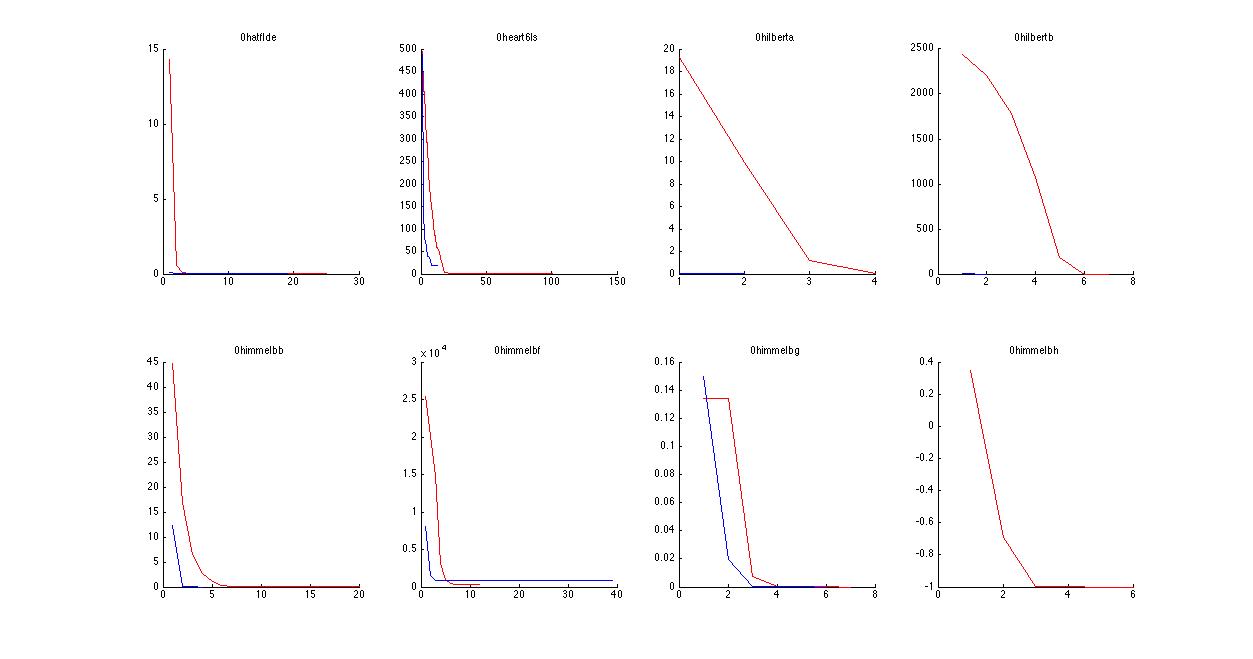 0hatflde 0heart6ls 0hilberta 0hilbertb
15 500 20 2500
450 18
400 16 2000
10 350 14
300 12 1500
250 10
5 200 8 1000
150 6
100 4 500
50 2
0 0 0 0
0 10 20 30 0 50 100 150 1 2 3 4 0 2 4 6 8
0himmelbb x 10^4 0himmelbf 0himmelbg 0himmelbh
45 3 0.16 0.4
40 2.5 0.14 0.2
35 0.12
30 2 0 
25 0.1 -0.2
20 1.5 0.08
15 1 0.06 -0.4
10 0.04 -0.6
5 0.5 0.02 -0.8
0 0 0 -1
0 5 10 15 20 0 10 20 30 40 0 2 4 6 8 0 2 4 6